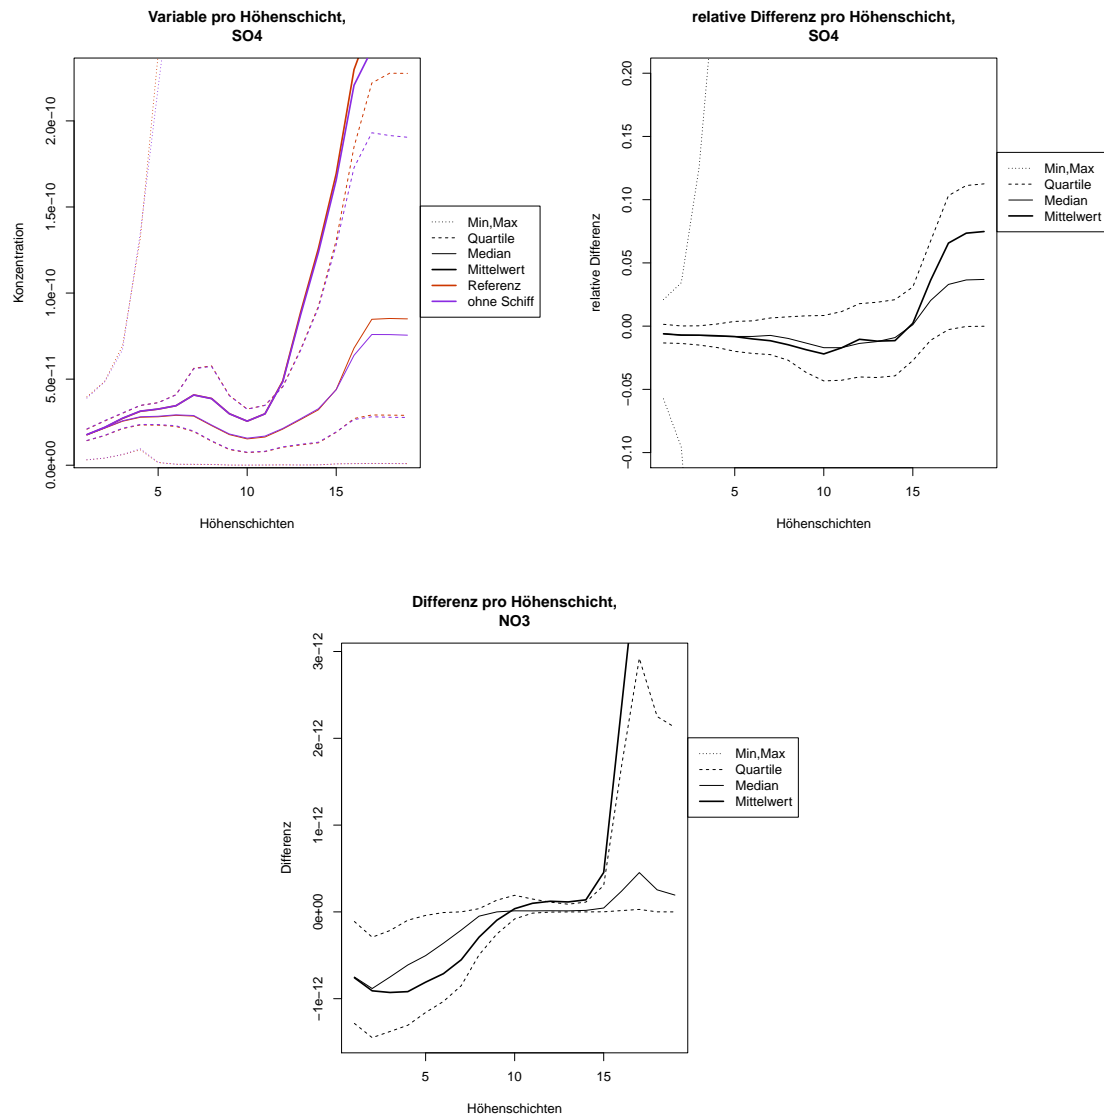 Variable pro Höhenschicht,
SO4
Konzentration
0.0e+00
5.0e−11
1.0e−10
1.5e−10
2.0e−10
5
10
15
Höhenschichten
Min,Max
Quartile
Median
Mittelwert
Referenz
ohne Schiff
relative Differenz pro Höhenschicht,
SO4
relative Differenz
−0.10
−0.05
0.00
0.05
0.10
0.15
0.20
5
10
15
Höhenschichten
Min,Max
Quartile
Median
Mittelwert
Differenz pro Höhenschicht,
NO3
Differenz
−1e−12
0e+00
1e−12
2e−12
3e−12
5
10
15
Höhenschichten
Min,Max
Quartile
Median
Mittelwert